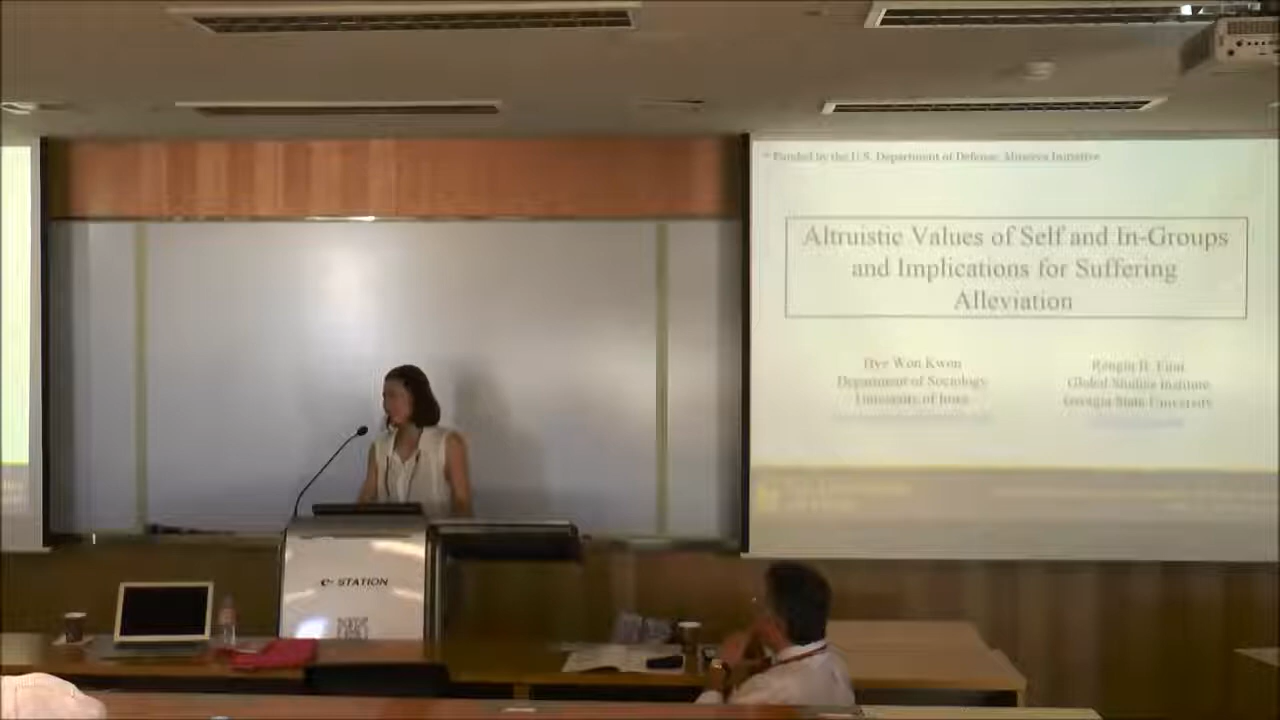 Funded by the U.S. Department of Defense, Minerva Initiative
Altruistic Values of Self and In-Groups
and Implications for Suffering
Alleviation
Hye Won Kwon
Department of Sociology
University of Iowa
Global Studies Institute
Georgia State University
e- STATION